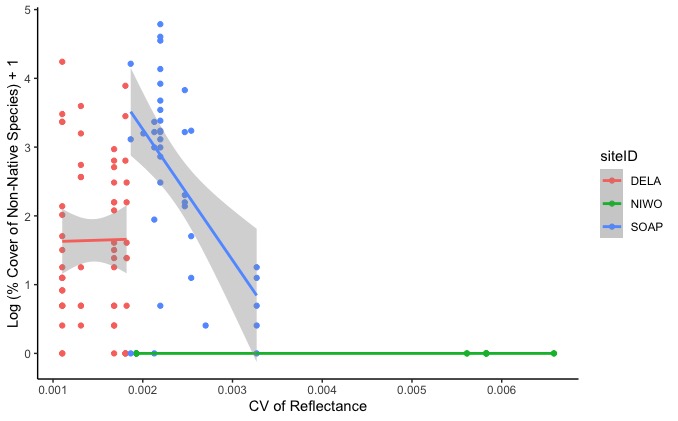 Log (% Cover of Non-Native Species) + 1
5
4
3
2
1
0
0.001 0.002 0.003 0.004 0.005 0.006
CV of Reflectance
siteID
DELA
NIWO
SOAP